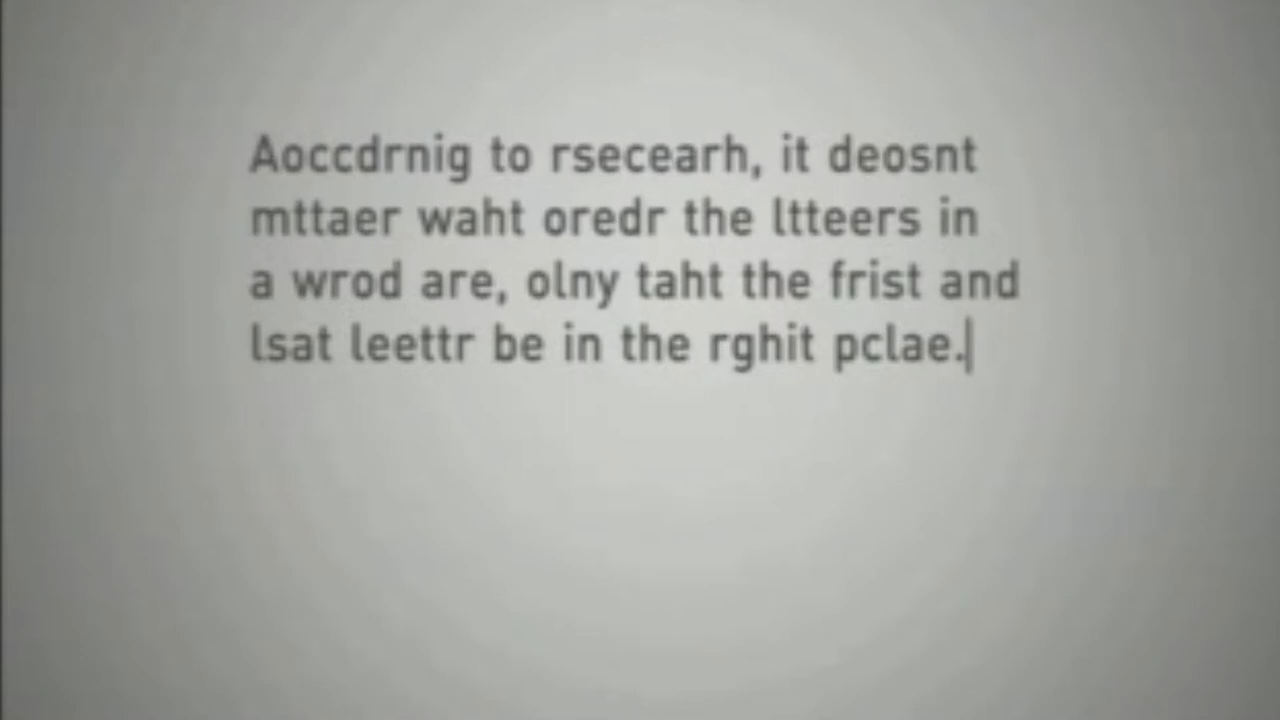 Aoccdrnig to rsecearh, it deosnt
mttaer waht oredr the ltteers in
a wrod are, olny taht the frist and
lsat leettr be in the rghit pclae.